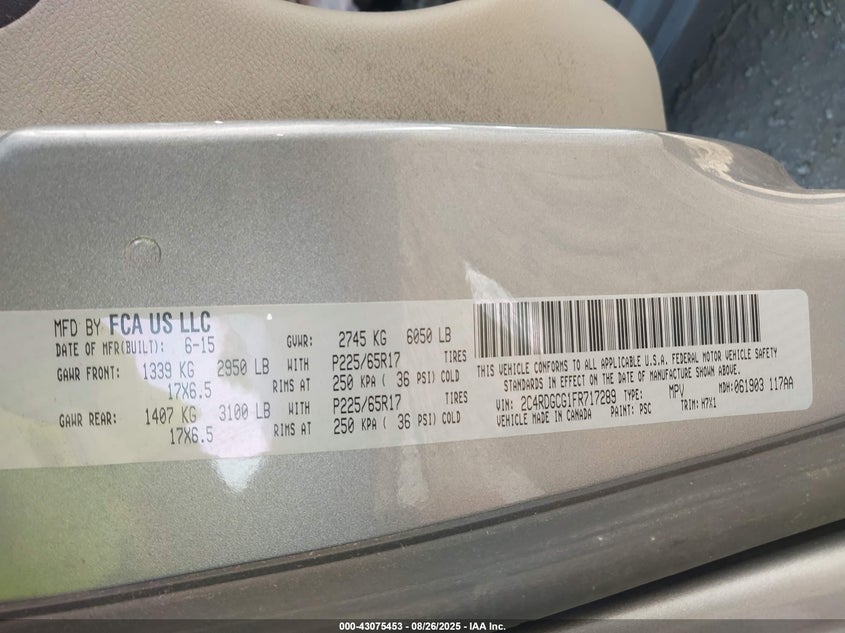 MFD BY FCA US LLC
DATE OF MFR(BUILT): 6-15 GVWR: 2745 KG 6050 LB
GAWR FRONT: 1339 KG 2950 LB WITH P225/65R17 TIRES
17X6.5 RIMS AT 250 KPA ( 36 PSI) COLD
GAWR REAR: 1407 KG 3100 LB WITH P225/65R17 TIRES
17X6.5 RIMS AT 250 KPA ( 36 PSI) COLD
THIS VEHICLE CONFORMS TO ALL APPLICABLE U.S.A. FEDERAL MOTOR VEHICLE SAFETY
STANDARDS IN EFFECT ON THE DATE OF MANUFACTURE SHOWN ABOVE.
VIN: 2C4RDGCG1FR717289 TYPE: MPV MDH: 061903 117AA
VEHICLE MADE IN CANADA PAINT: PSC TRIM: H7X1
000-43075453 - 08/26/2025 - IAA Inc.